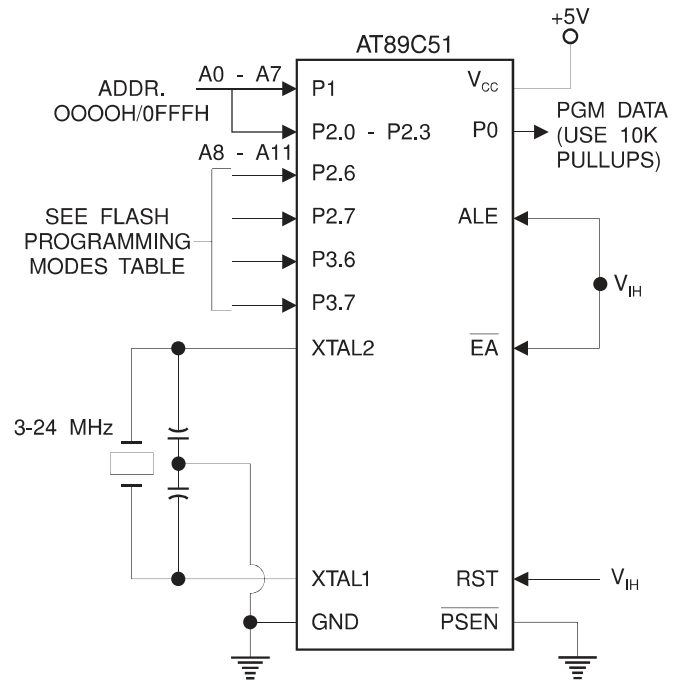 +5V
AT89C51
A0 - A7
ADDR.
OOOOH/0FFFH
P1
VCC
P2.0 - P2.3
P0
PGM DATA
(USE 10K
PULLUPS)
A8 - A11
P2.6
SEE FLASH
PROGRAMMING
MODES TABLE
P2.7
ALE
P3.6
VIH
P3.7
XTAL2
EA
3-24 MHz
XTAL1
RST
VIH
GND
PSEN